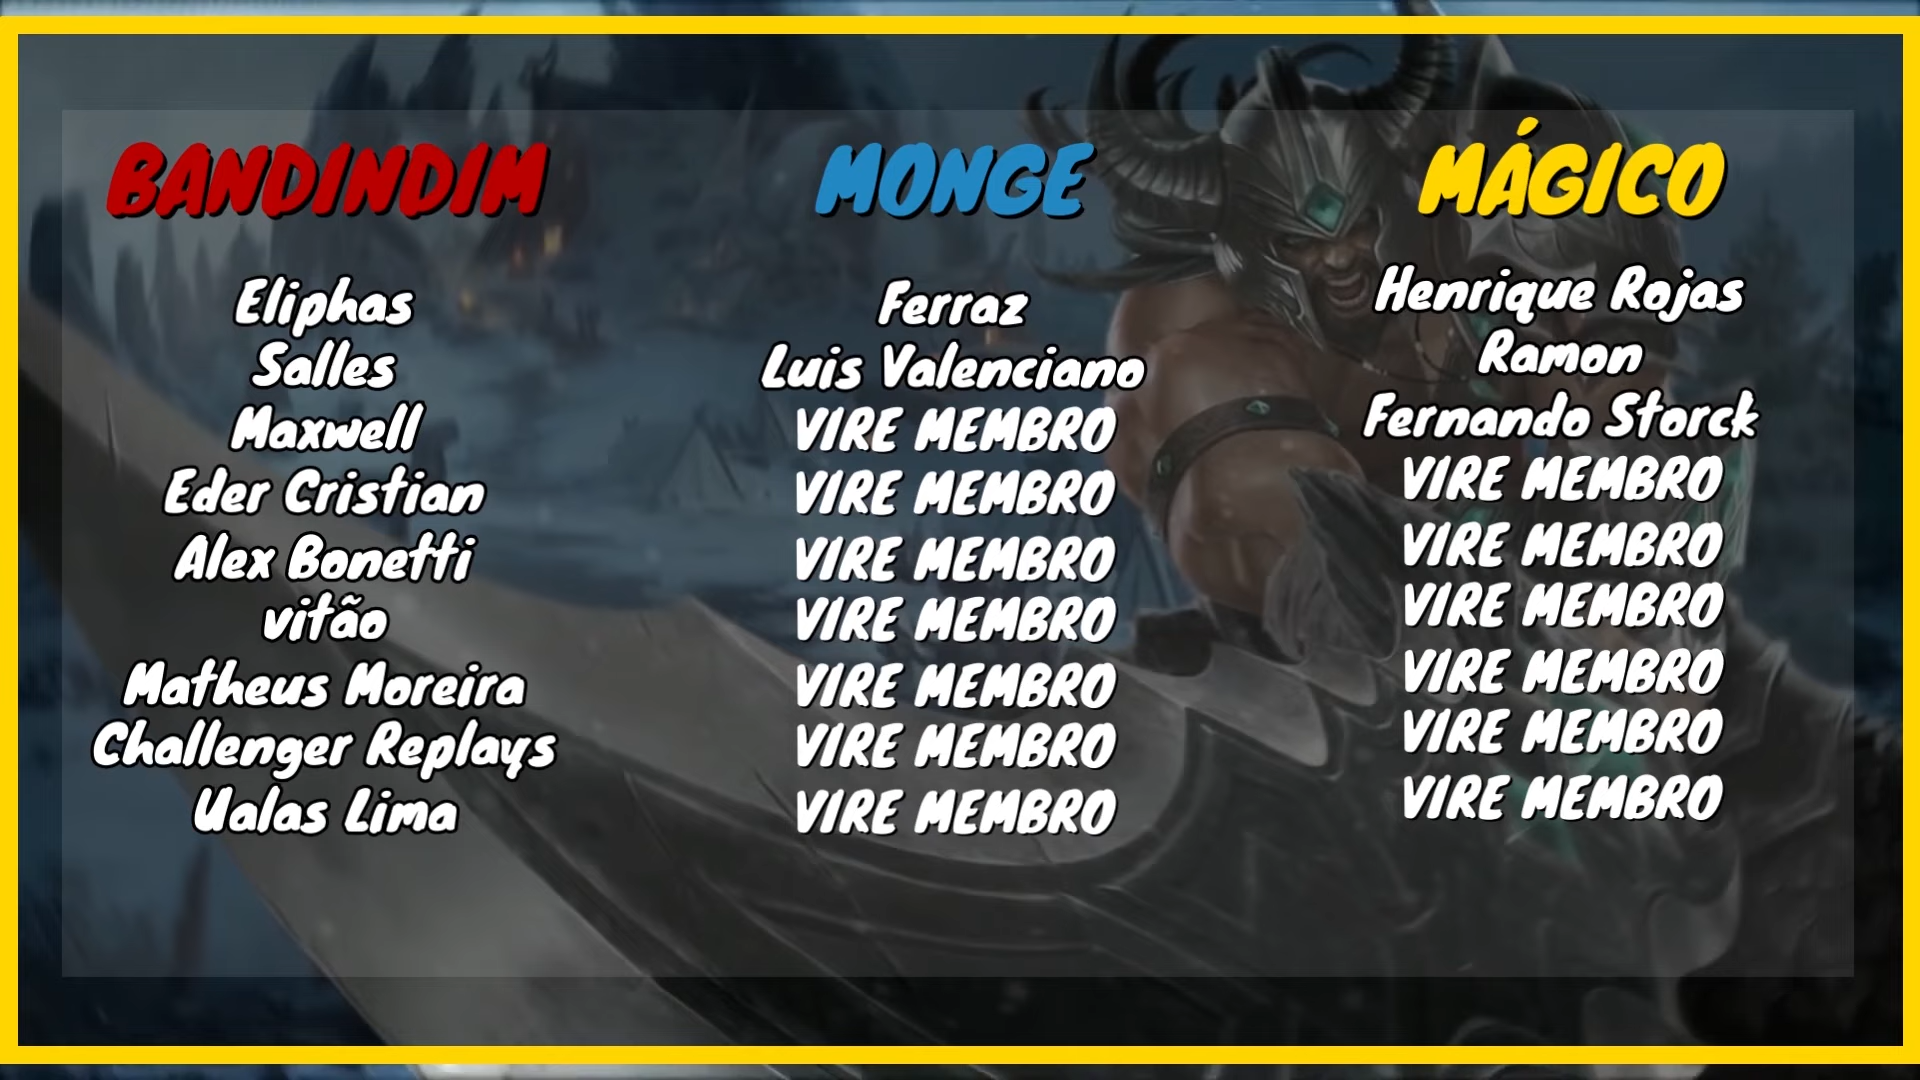 BANDINDIM
Eliphas
Salles
Maxwell
Eder Cristian
Alex Bonetti
vitão
Matheus Moreira
Challenger Replays
Ualas Lima
MONGE
Ferraz
Luis Valenciano
VIRE MEMBRO
VIRE MEMBRO
VIRE MEMBRO
VIRE MEMBRO
VIRE MEMBRO
VIRE MEMBRO
VIRE MEMBRO
MÁGICO
Henrique Rojas
Ramon
Fernando Storck
VIRE MEMBRO
VIRE MEMBRO
VIRE MEMBRO
VIRE MEMBRO
VIRE MEMBRO
VIRE MEMBRO